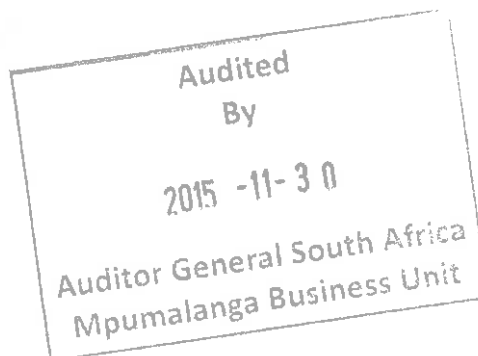 Audited
By
2015 -11- 30
Auditor General South Africa
Mpumalanga Business Unit